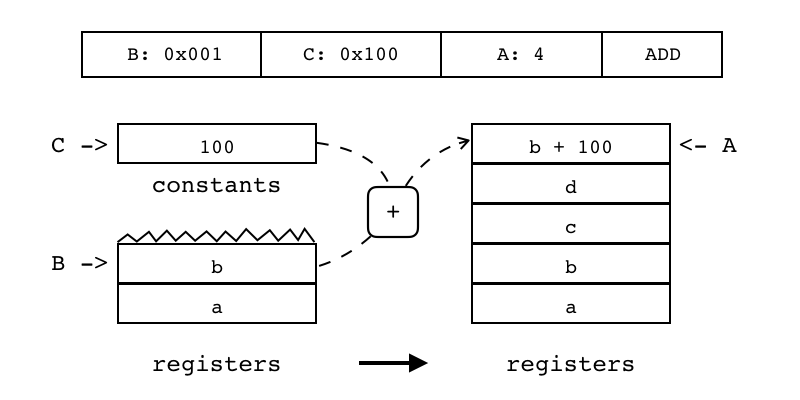 B: 0x001 C: 0x100 A: 4 ADD
C -> 100 b + 100 <- A
constants d
+
c
B -> b b
a a
registers registers